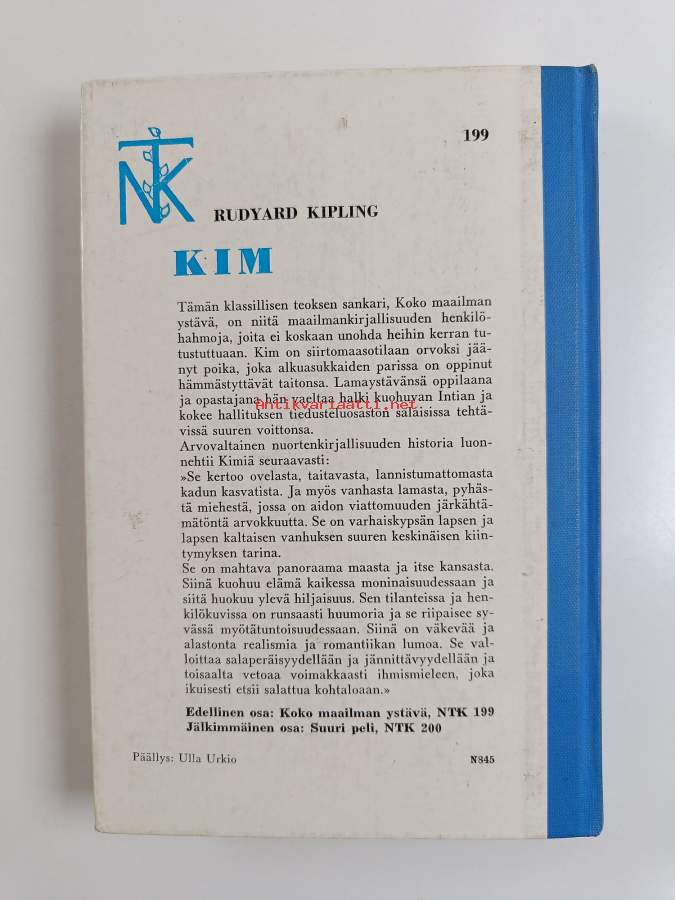 NTK
199
RUDYARD KIPLING
KIM
Tämän klassillisen teoksen sankari, Koko maailman
ystävä, on niitä maailmankirjallisuuden henkilö-
hahmoja, joita ei koskaan unohda heihin kerran tu-
tustuttuaan. Kim on siirtomaasotilaan orvoksi jää-
nyt poika, joka alkuasukkaiden parissa on oppinut
hämmästyttävät taitonsa. Lamaystävänsä oppilaana
ja opastajana hän vaeltaa halki kuohuvan Intian ja
Antikvariaatti.net
kokee hallituksen tiedusteluosaston salaisissa tehtä-
vissä suuren voittonsa.
Arvovaltainen nuortenkirjallisuuden historia luon-
nehtii Kimiä seuraavasti:
»Se kertoo ovelasta, taitavasta, lannistumattomasta
kadun kasvatista. Ja myös vanhasta lamasta, pyhäs-
tä miehestä, jossa on aidon viattomuuden järkähtä-
mätöntä arvokkuutta. Se on varhaiskypsän lapsen ja
lapsen kaltaisen vanhuksen suuren keskinäisen kiin-
tymyksen tarina.
Se on mahtava panoraama maasta ja itse kansasta.
Siinä kuohuu elämä kaikessa moninaisuudessaan ja
siitä huokuu ylevä hiljaisuus. Sen tilanteissa ja hen-
kilökuvissa on runsaasti huumoria ja se riipaisee sy-
vässä myötätuntoisuudessaan. Siinä on väkevää ja
alastonta realismia ja romantiikan lumoa. Se val-
loittaa salaperäisyydellään ja jännittävyydellään ja
toisaalta vetoaa voimakkaasti ihmismieleen, joka
ikuisesti etsii salattua kohtaloaan.»
Edellinen osa: Koko maailman ystävä, NTK 199
Jälkimmäinen osa: Suuri peli, NTK 200
Päällys: Ulla Urkio
N845